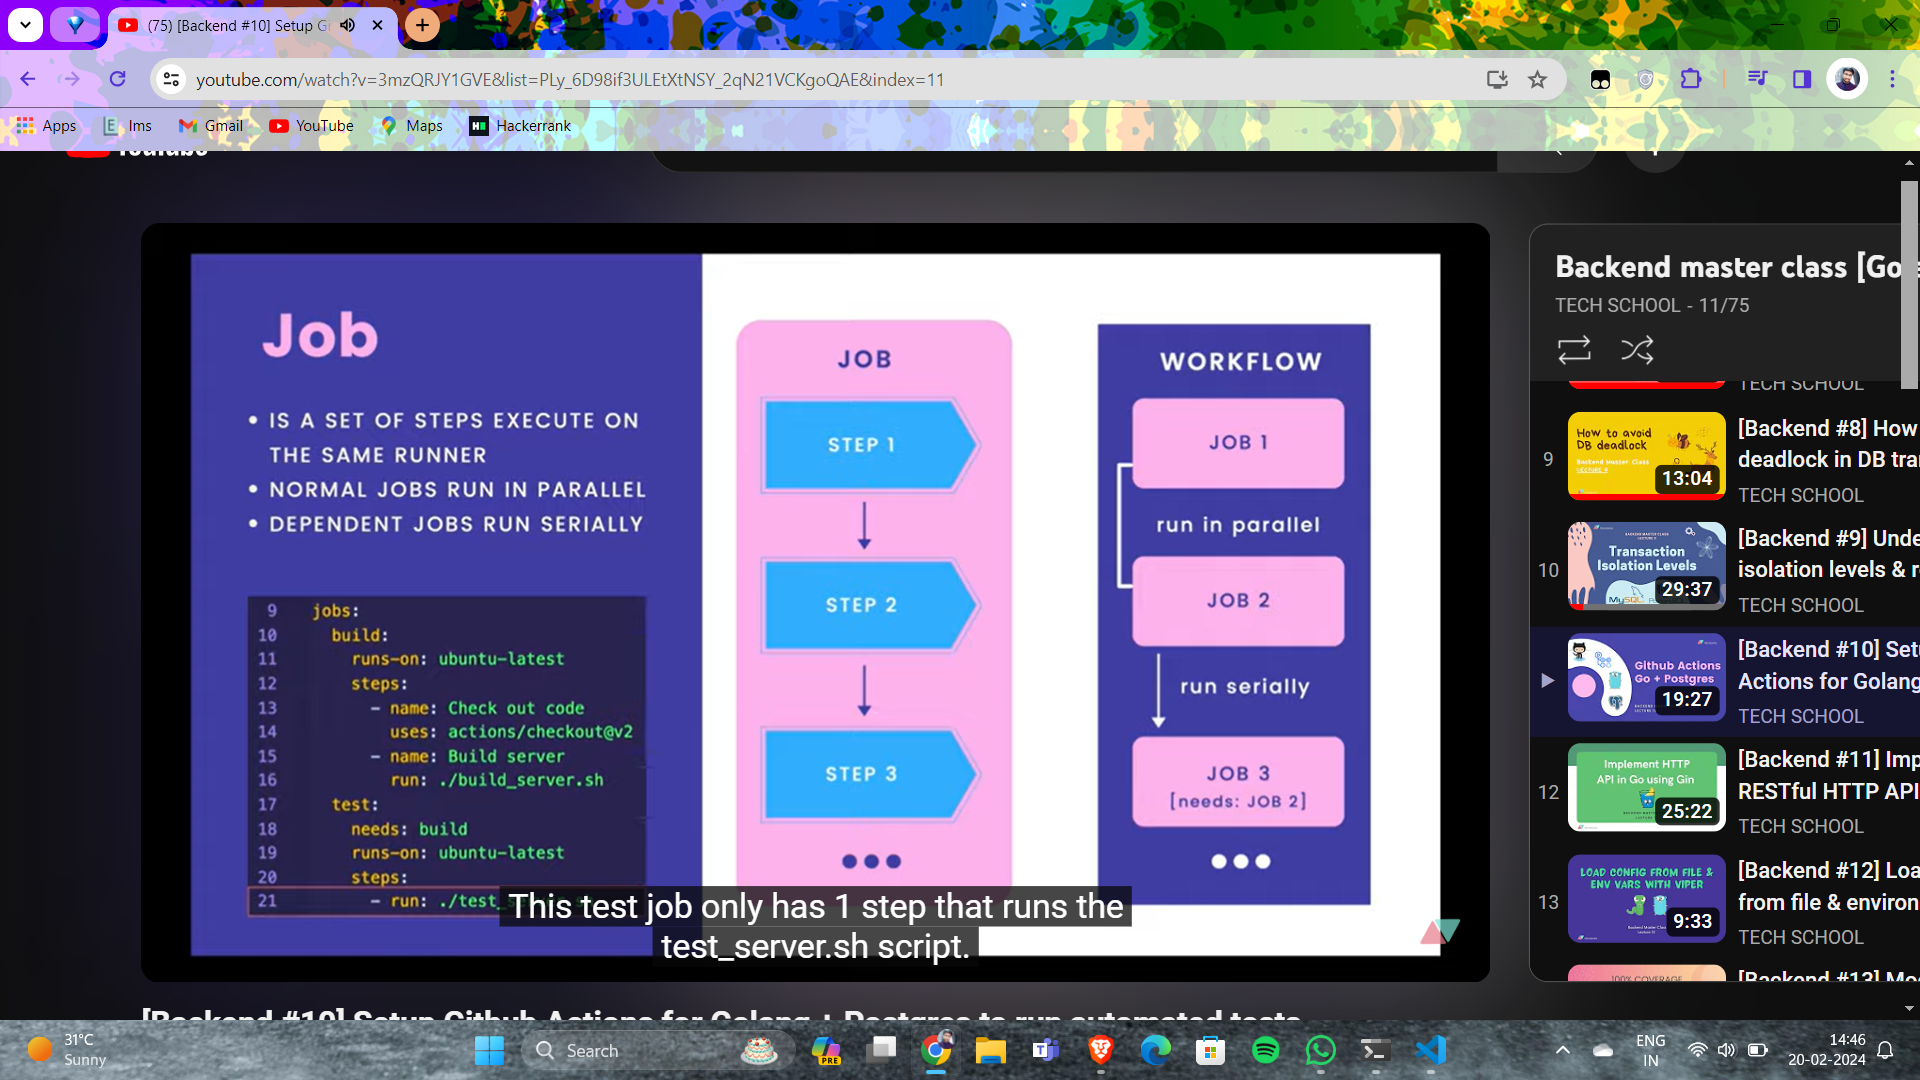 (75) [Backend #10] Setup Gi
youtube.com/watch?v=3mzQRJY1GVE&list=PLy_6D98if3ULEtXtNSY_2qN21VCKgoQAE&index=11
Apps
lms
Gmail
YouTube
Maps
Hackerrank
Job
• IS A SET OF STEPS EXECUTE ON
THE SAME RUNNER
• NORMAL JOBS RUN IN PARALLEL
• DEPENDENT JOBS RUN SERIALLY
9 jobs:
10 build:
11 runs-on: ubuntu-latest
12 steps:
13 - name: Check out code
14 uses: actions/checkout@v2
15 - name: Build server
16 run: ./build_server.sh
17 test:
18 needs: build
19 runs-on: ubuntu-latest
20 steps:
21 - run: ./test_
JOB
STEP 1
STEP 2
STEP 3
WORKFLOW
JOB 1
run in parallel
JOB 2
run serially
JOB 3
[needs: JOB 2]
This test job only has 1 step that runs the
test_server.sh script.
[Backend #10] Setup Github Actions for Golang + Postgres to run automated tests
Backend master class [Go
TECH SCHOOL - 11/75
TECH SCHOOL
9
How to avoid
DB deadlock
13:04
[Backend #8] How
deadlock in DB tra
TECH SCHOOL
10
Transaction
Isolation Levels
29:37
[Backend #9] Unde
isolation levels & r
TECH SCHOOL
Github Actions
Go + Postgres
19:27
[Backend #10] Set
Actions for Golang
TECH SCHOOL
12
Implement HTTP
API in Go using Gin
25:22
[Backend #11] Imp
RESTful HTTP API
TECH SCHOOL
13
LOAD CONFIG FROM FILE &
ENV VARS WITH VIPER
9:33
[Backend #12] Loa
from file & environ
TECH SCHOOL
100% COVERAGE
[Backend #13] Mo
31°C
Sunny
Search
PRE
ENG
IN
14:46
20-02-2024